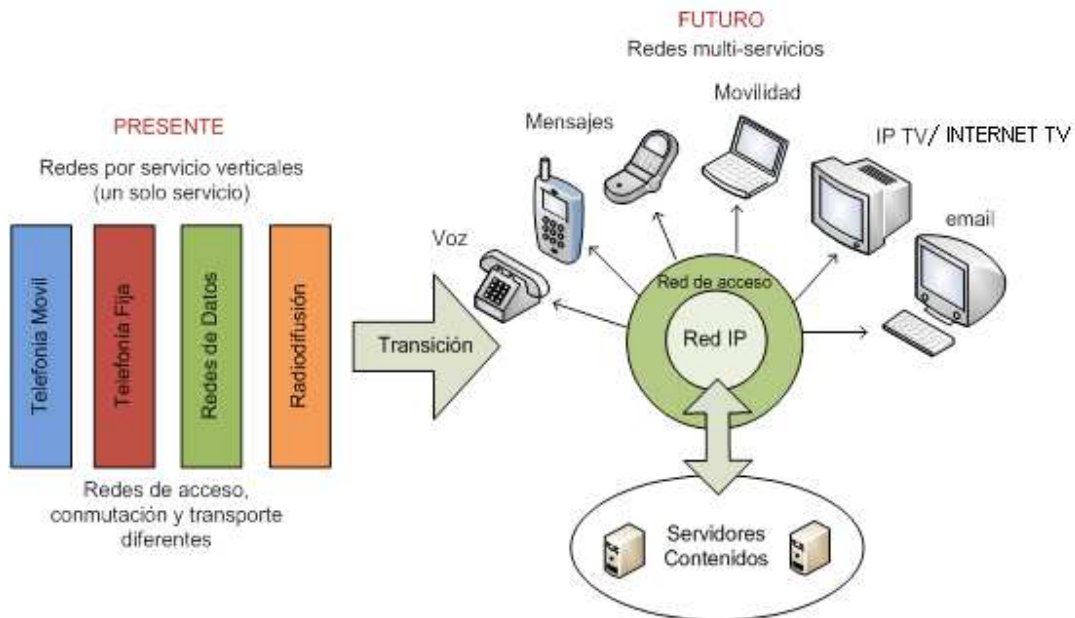 PRESENTE
Redes por servicio verticales
(un solo servicio)
Telefonía Movil
Telefonía Fija
Redes de Datos
Radiodifusión
Redes de acceso,
conmutación y transporte
diferentes
Transición
FUTURO
Redes multi-servicios
Voz
Mensajes
Movilidad
IP TV/ INTERNET TV
email
Red de acceso
Red IP
Servidores
Contenidos